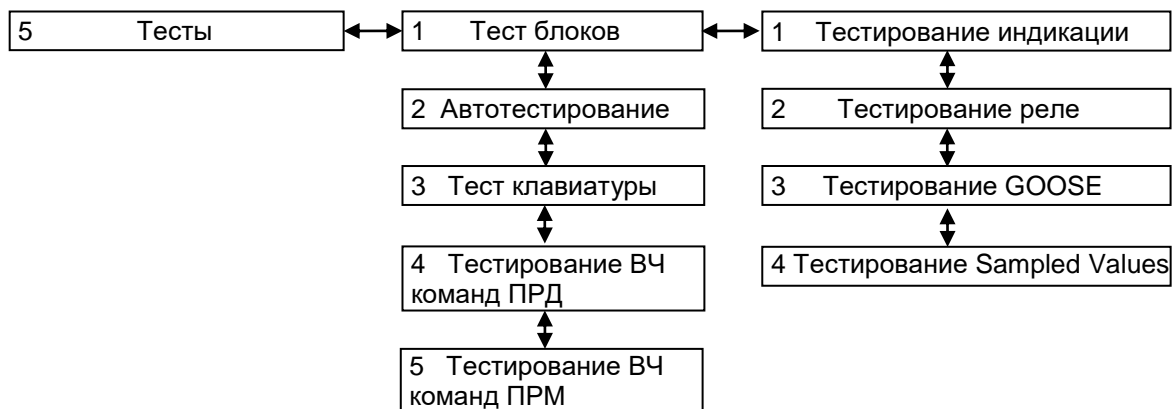 5 Тесты
1 Тест блоков
1 Тестирование индикации
2 Автотестирование
2 Тестирование реле
3 Тест клавиатуры
3 Тестирование GOOSE
4 Тестирование ВЧ
команд ПРД
4 Тестирование Sampled Values
5 Тестирование ВЧ
команд ПРМ